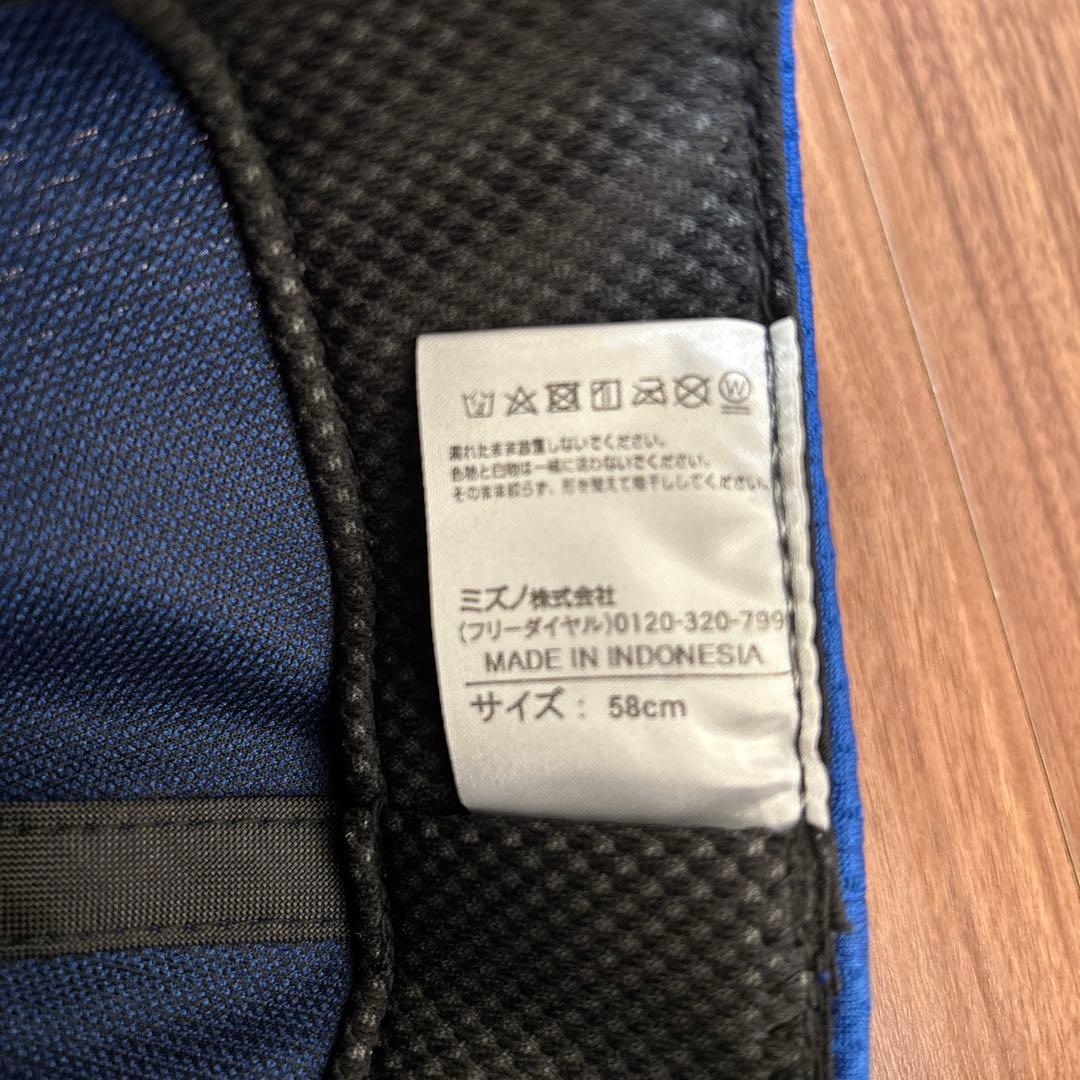 濡れたまま放置しないでください。
色物と白物は一緒に洗わないでください。
そのまま絞らず、形を整えて陰干ししてください。
ミズノ株式会社
(フリーダイヤル)0120-320-799
MADE IN INDONESIA
サイズ： 58cm